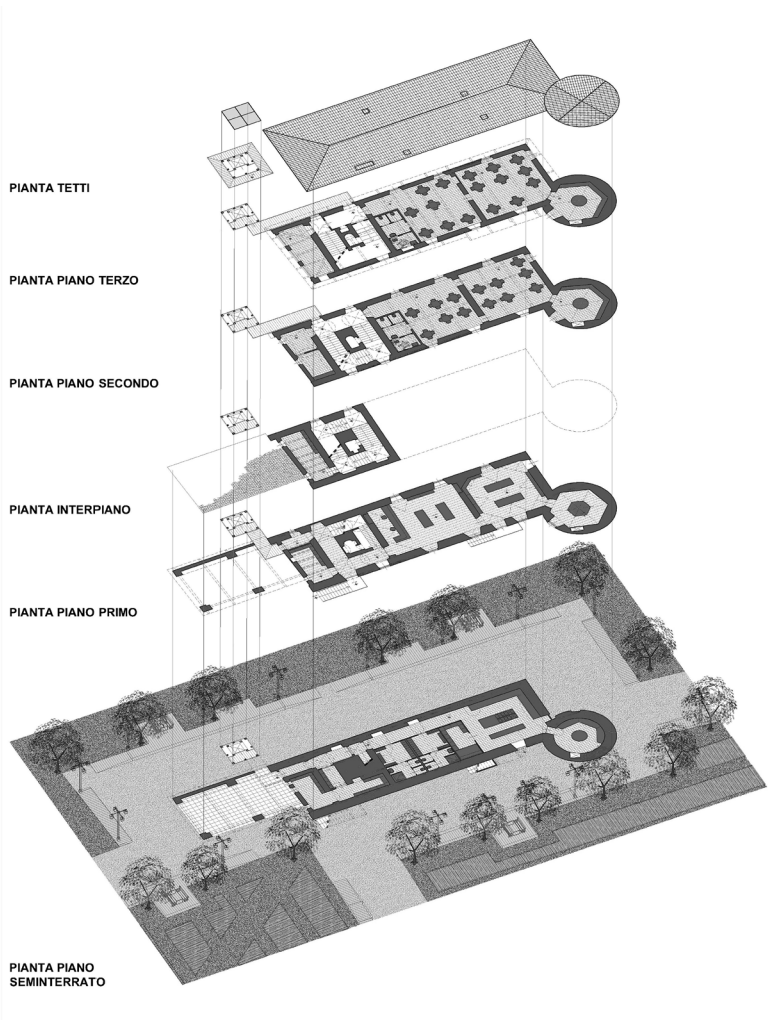 PIANTA TETTI
PIANTA PIANO TERZO
PIANTA PIANO SECONDO
PIANTA INTERPIANO
PIANTA PIANO PRIMO
PIANTA PIANO
SEMINTERRATO